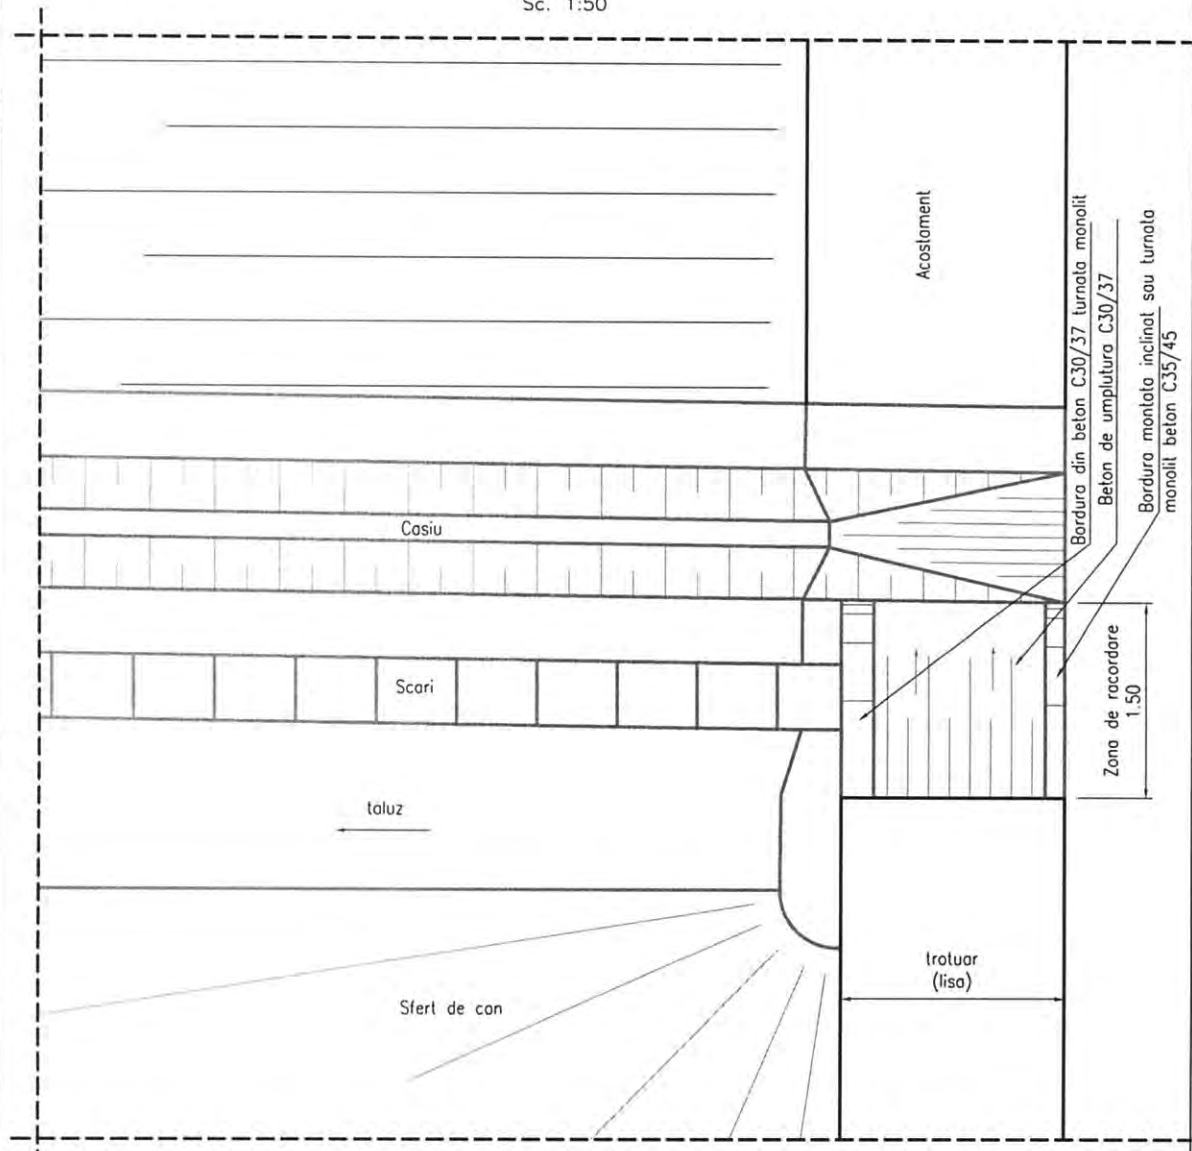 Sc. 1:50
Acostament
Bordura din beton C30/37 turnata monolit
Beton de umplutura C30/37
Bordura montata inclinat sau turnata
monolit beton C35/45
Casiu
Scari
Zona de racordare
1.50
taluz
trotuar
(lisa)
Sfert de con